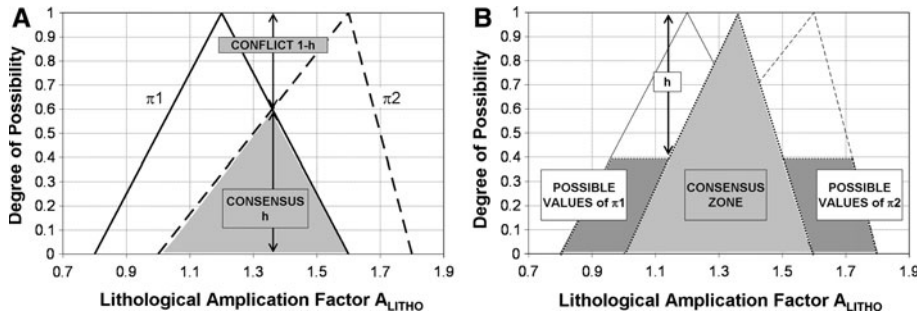 A
Degree of Possibility
1
0.9
0.8
0.7
0.6
0.5
0.4
0.3
0.2
0.1
0
CONFLICT 1-h
π1
π2
CONSENSUS
h
0.7 0.9 1.1 1.3 1.5 1.7 1.9
Lithological Amplication Factor ALITHO
B
Degree of Possibility
1
0.9
0.8
0.7
0.6
0.5
0.4
0.3
0.2
0.1
0
h
POSSIBLE
VALUES of π1
CONSENSUS
ZONE
POSSIBLE
VALUES of π2
0.7 0.9 1.1 1.3 1.5 1.7 1.9
Lithological Amplication Factor ALITHO